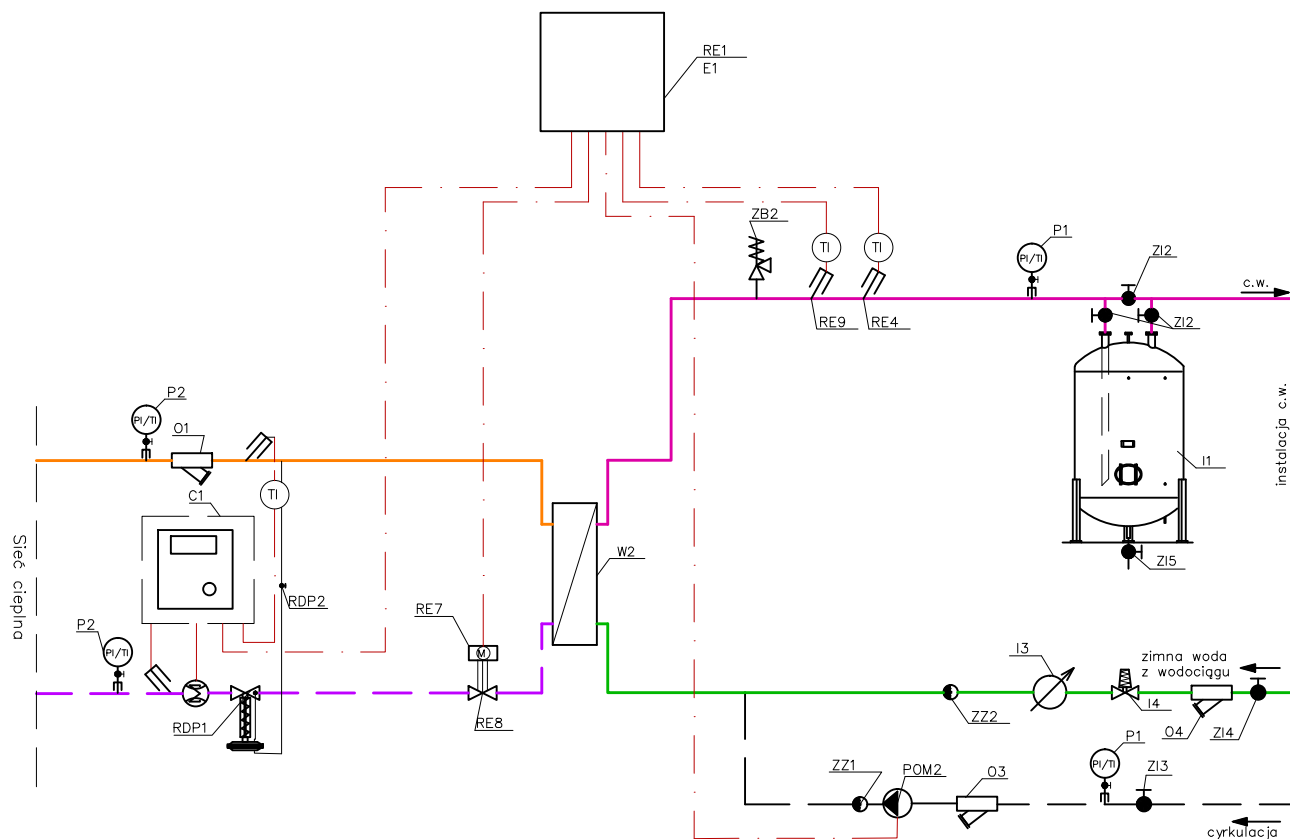 RE1
E1
ZB2
P1
ZI2
c.w.
TI
TI
PI/TI
ZI2
RE9
RE4
P2
PI/TI
O1
I1
instalacja c.w.
TI
C1
Sieć cieplna
W2
ZI5
RDP2
RE7
P2
PI/TI
M
I3
zimna woda
z wodociągu
RDP1
RE8
ZZ2
I4
O4
ZI4
P1
ZZ1
POM2
O3
PI/TI
ZI3
cyrkulacja